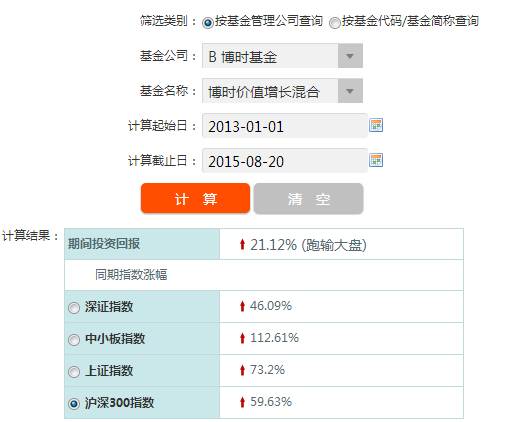 筛选类别： 按基金管理公司查询 按基金代码/基金简称查询
基金公司： B 博时基金
基金名称： 博时价值增长混合
计算起始日： 2013-01-01
计算截止日： 2015-08-20
计 算 清 空
计算结果：
期间投资回报 21.12% (跑输大盘)
同期指数涨幅
深证指数 46.09%
中小板指数 112.61%
上证指数 73.2%
沪深300指数 59.63%